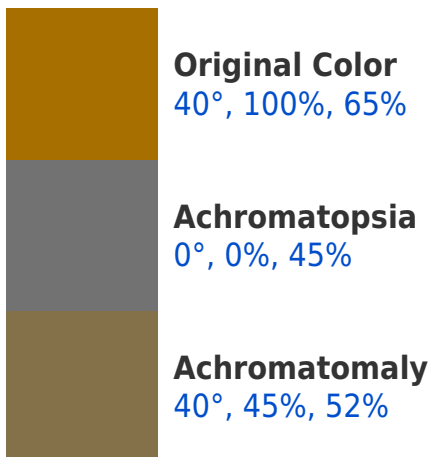 Original Color
40°, 100%, 65%
Achromatopsia
0°, 0%, 45%
Achromatomaly
40°, 45%, 52%